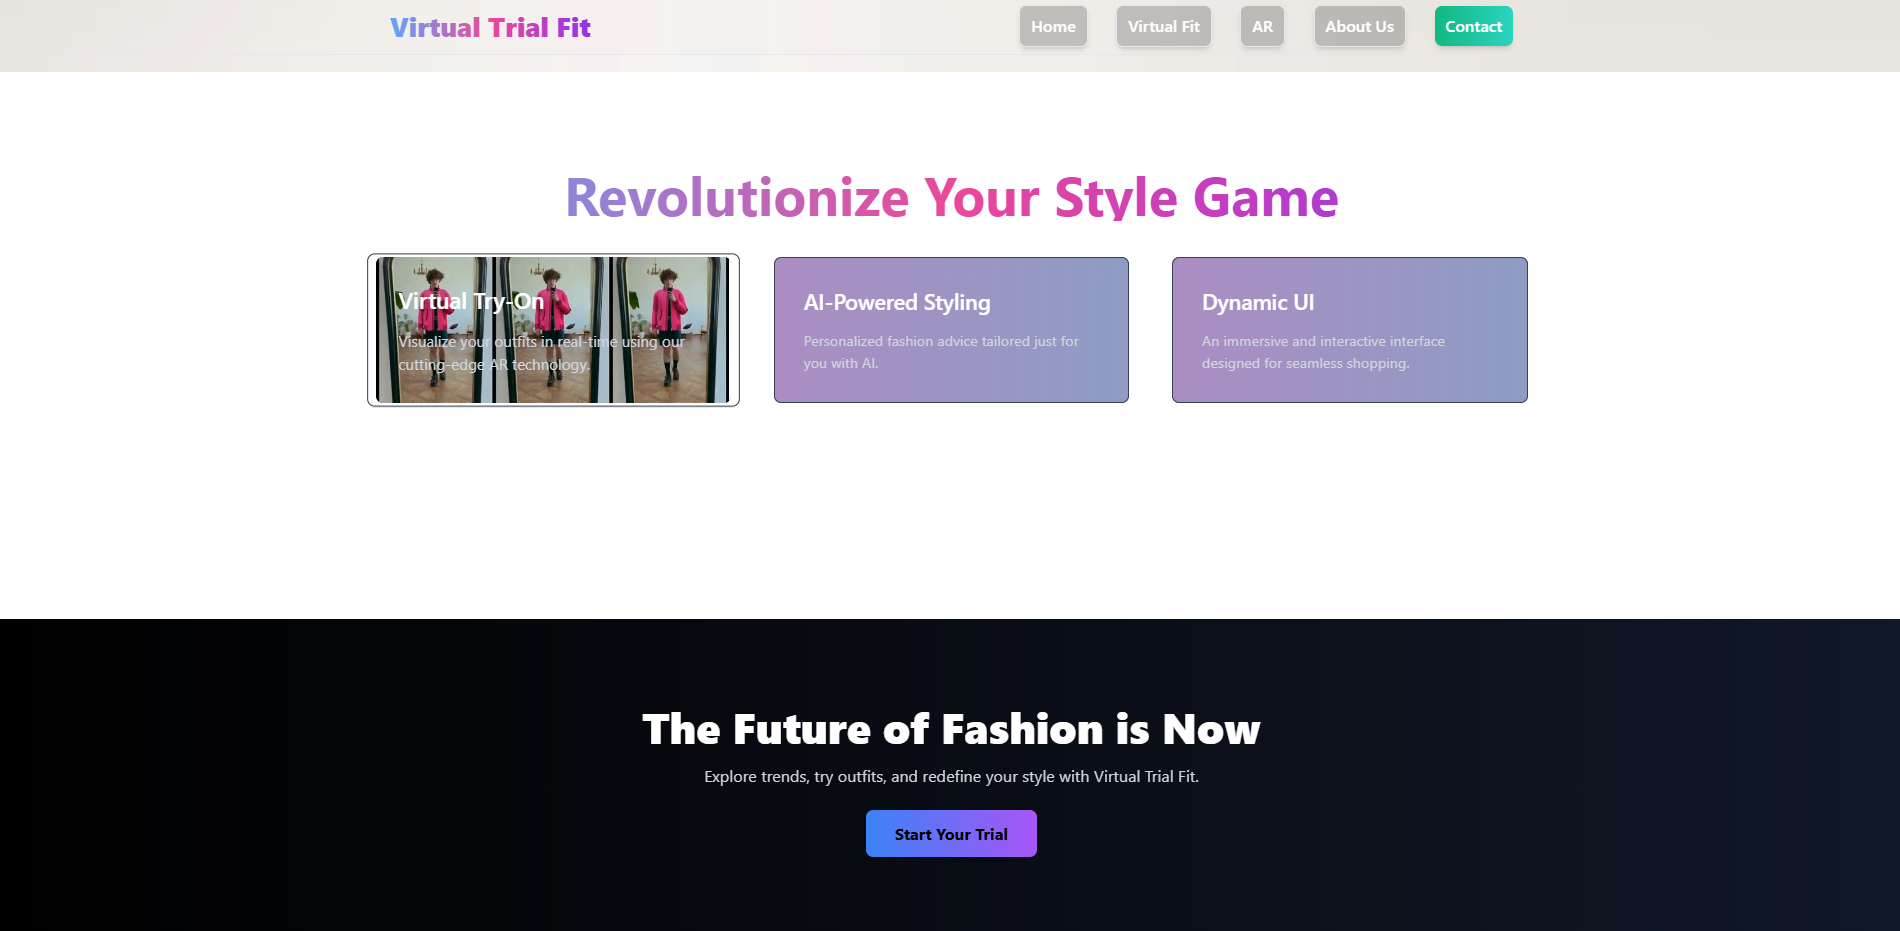 Virtual Trial Fit
Home
Virtual Fit
AR
About Us
Contact
Revolutionize Your Style Game
Virtual Try-On
Visualize your outfits in real-time using our
cutting-edge AR technology.
AI-Powered Styling
Personalized fashion advice tailored just for
you with AI.
Dynamic UI
An immersive and interactive interface
designed for seamless shopping.
The Future of Fashion is Now
Explore trends, try outfits, and redefine your style with Virtual Trial Fit.
Start Your Trial